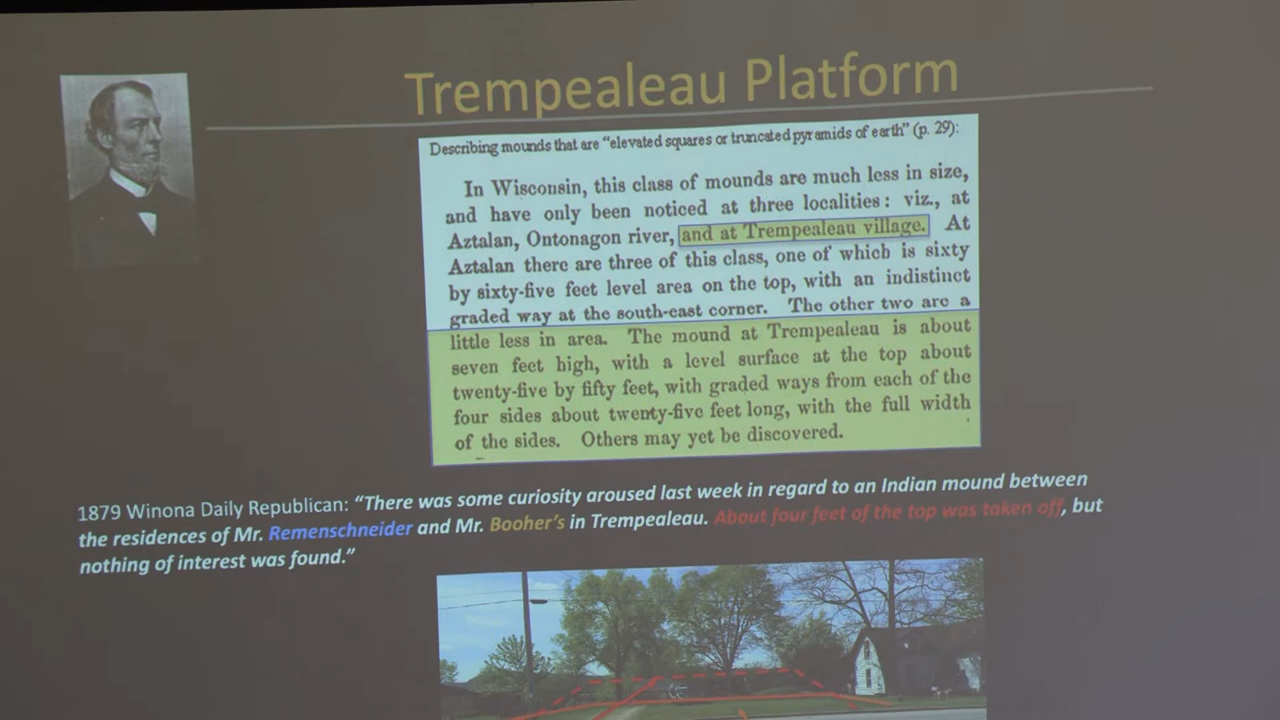 Trempealeau Platform
Describing mounds that are “elevated squares or truncated pyramids of earth” (p. 29):
In Wisconsin, this class of mounds are much less in size,
and have only been noticed at three localities: viz., at
Aztalan, Ontonagon river, and at Trempealeau village. At
Aztalan there are three of this class, one of which is sixty
by sixty-five feet level area on the top, with an indistinct
graded way at the south-east corner. The other two are a
little less in area. The mound at Trempealeau is about
seven feet high, with a level surface at the top about
twenty-five by fifty feet, with graded ways from each of the
four sides about twenty-five feet long, with the full width
of the sides. Others may yet be discovered.
1879 Winona Daily Republican: “There was some curiosity aroused last week in regard to an Indian mound between
the residences of Mr. Remenschneider and Mr. Booher’s in Trempealeau. About four feet of the top was taken off, but
nothing of interest was found.”